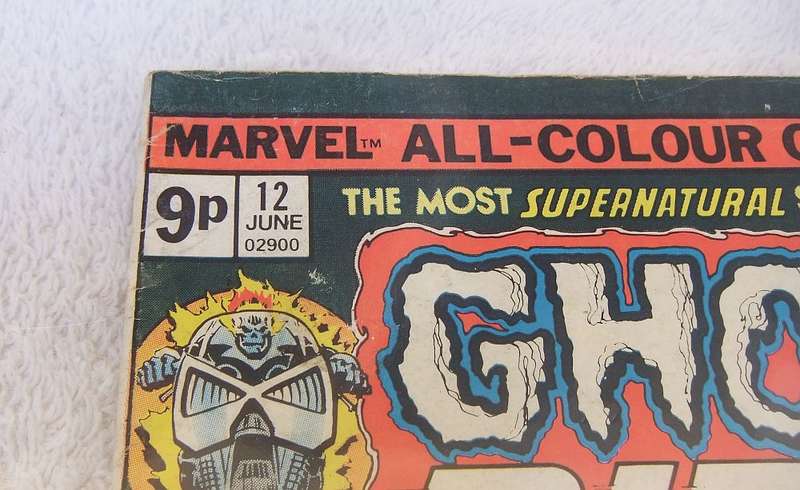 MARVEL™ ALL-COLOUR
9p
12
JUNE
02900
THE MOST SUPERNATURAL
GHO